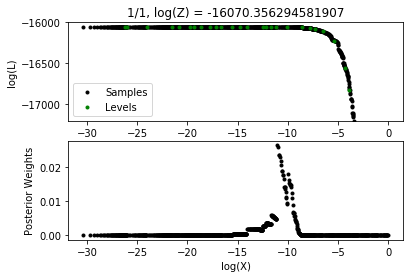 1/1, log(Z) = -16070.356294581907
-16000
-16500
-17000
log(L)
Samples
Levels
−30 −25 −20 −15 −10 −5 0
0.02
0.01
0.00
Posterior Weights
−30 −25 −20 −15 −10 −5 0
log(X)